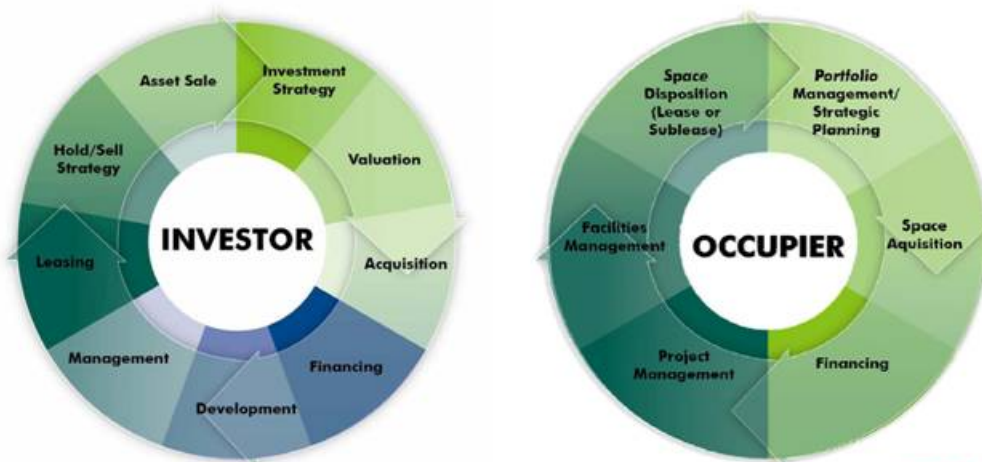 Asset Sale
Investment
Strategy
Valuation
Acquisition
Financing
Development
Management
Leasing
Hold/Sell
Strategy
INVESTOR
Space
Disposition
(Lease or
Sublease)
Portfolio
Management/
Strategic
Planning
Space
Aquisition
Financing
Project
Management
Facilities
Management
OCCUPIER